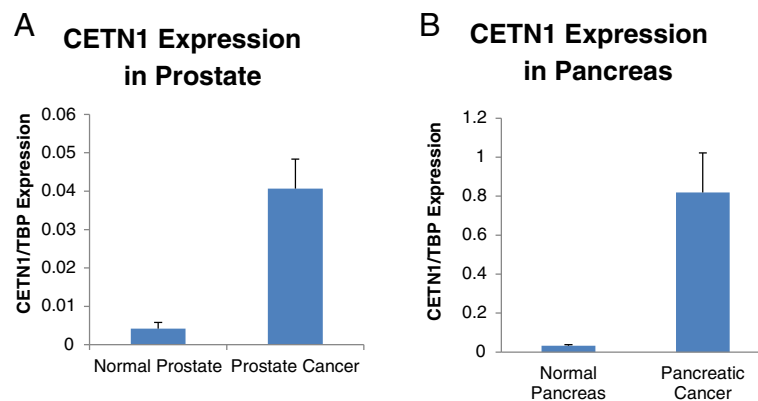 A
CETN1 Expression
in Prostate
CETN1/TBP Expression
0.06
0.05
0.04
0.03
0.02
0.01
0
Normal Prostate Prostate Cancer
B
CETN1 Expression
in Pancreas
CETN1/TBP Expression
1.2
1
0.8
0.6
0.4
0.2
0
Normal
Pancreas
Pancreatic
Cancer